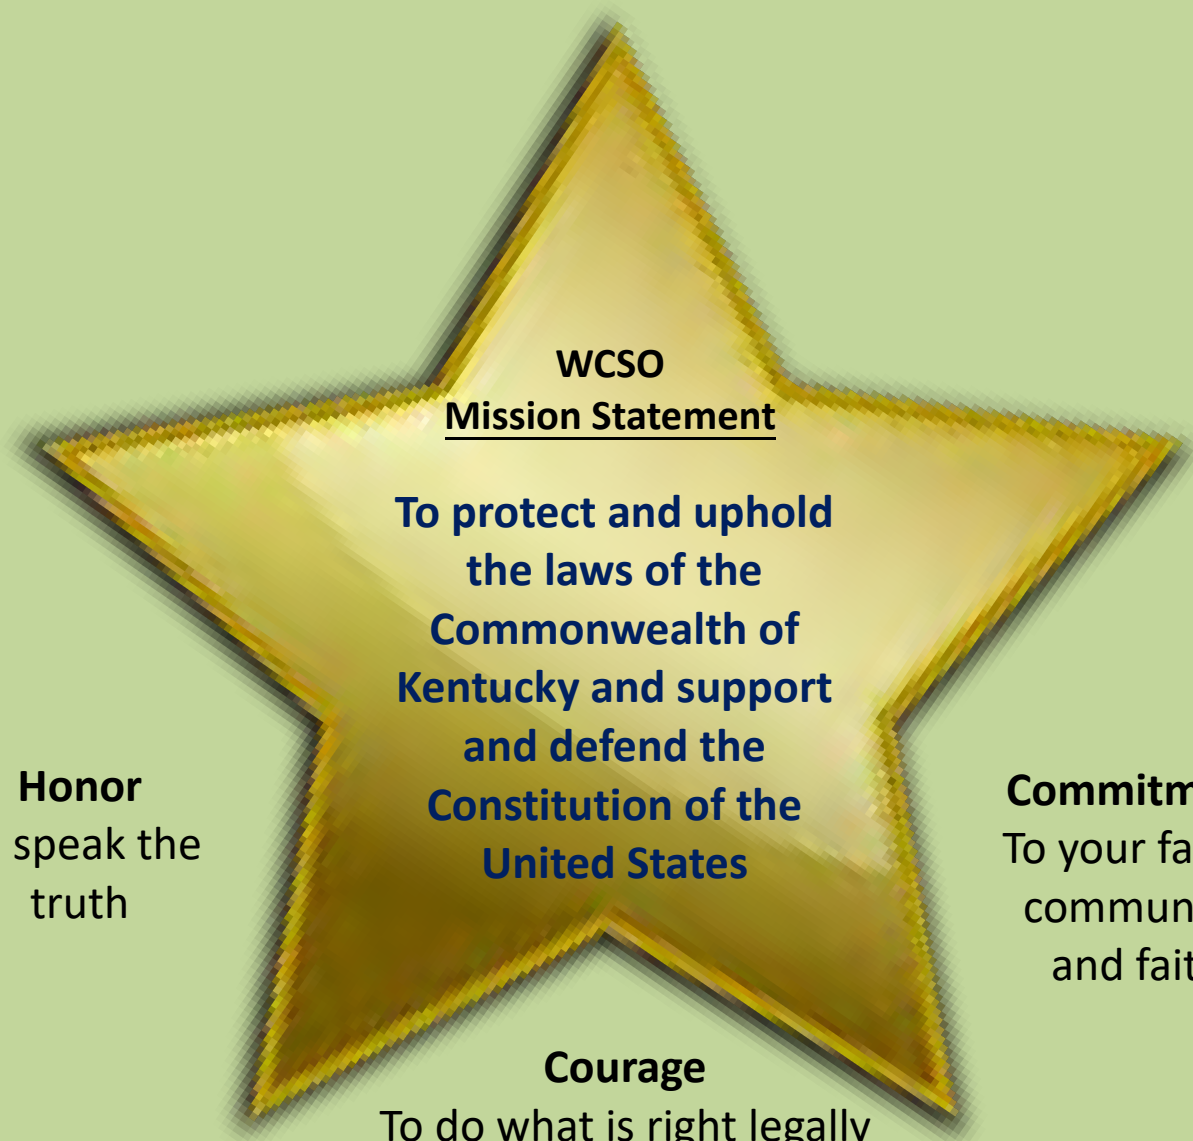 WCSO
Mission Statement
To protect and uphold
the laws of the
Commonwealth of
Kentucky and support
and defend the
Constitution of the
United States
Honor
speak the
truth
To your
and
Courage
To do what is right legally